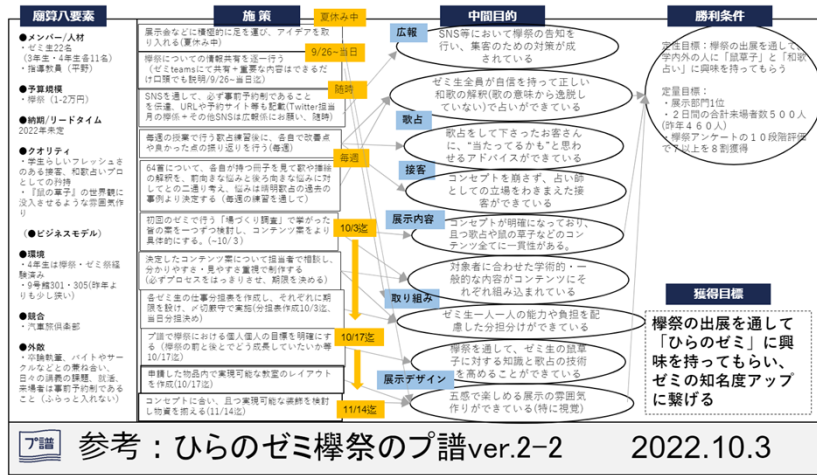 廟算八要素
●メンバー/人材
・ゼミ生22名
(3年生・4年生各11名)
・指導教員（平野）
●予算規模
・欅祭（1-2万円）
●納期/リードタイム
2022年末定
●クオリティ
・学生らしいフレッシュさ
のある接客、和歌占いプロ
としての矜持
・『鼠の草子』の世界観に
没入させるような雰囲気作
り
（●ビジネスモデル）
●環境
・4年生は欅祭・ゼミ祭経
験済み
・9号館301・305(昨年よ
りも少し狭い)
●競合
・汽車旅倶楽部
●外敵
・卒論執筆、バイトやサー
クルなどとの兼ね合い、
日々の講義の課題、就活、
来場者は事前予約制である
こと（ふらっと入れない）
施 策
夏休み中
展示会などに積極的に足を運び、アイデアを
取り入れる(夏休み中)
9/26~当日
欅祭についての情報共有を逐一行う
(ゼミteamsにて共有+重要な内容はできるだ
け口頭でも説明/9/26~当日迄)
随時
SNSを通して、必ず事前予約制であること
を伝達、URLや予約サイト等も記載(Twitter担当
月の欅係+その他SNSは広報係にお願い、随時)
毎週の授業で行う歌占練習後に、各自で改善点
や良かった点の振り返りを行う(毎週)
毎週
64首について、各自が持つ冊子を見て歌や挿絵
の解釈を、前向きな悩みと後ろ向きな悩みに対
してとの二通り考え、悩みは晴明歌占の過去の
事例より決定する（毎週の練習を通して）
初回のゼミで行う「場づくり調査」で挙がった
皆の案を一つずつ検討し、コンテンツ案をより
具体的にする。(~10/3)
10/3迄
決定したコンテンツ案について担当者で相談し、
分かりやすさ・見やすさ重視で制作する
(必ずプロセスをはっきりさせ、期限を決める)
各ゼミ生の仕事分担表を作成し、それぞれに期
限を設け、〆切厳守で実施(分担表作成10/3迄、
当日分担決め)
プ譜で欅祭における個人個人の目標を明確にす
る（欅祭の前と後とでどう成長していたいか等
10/17迄)
10/17迄
申請した物品内で実現可能な教室のレイアウト
を作成(10/17迄)
コンセプトに合い、且つ実現可能な装飾を検討
し物資を揃える(11/14迄)
11/14迄
中間目的
広報
SNS等において欅祭の告知を
行い、集客のための対策が成
されている
ゼミ生全員が自信を持って正しい
和歌の解釈(歌の意味から逸脱し
ていない)で占いができている
歌占
歌占をして下さったお客さん
に、"当たってるかも"と思わ
せるアドバイスができている
接客
コンセプトを崩さず、占い師
としての立場をわきまえた接
客ができている
展示内容
コンセプトが明確になっており、
且つ歌占や鼠の草子などのコ
ンテンツ全てに一貫性がある。
対象者に合わせた学術的・一
般的な内容がコンテンツにそ
れぞれ組み込まれている
取り組み
ゼミ生一人一人の能力や負担を配
慮した分担分けができている
欅祭を通して、ゼミ生の鼠草
子に対する知識と歌占の技術
を高めることができている
展示デザイン
五感で楽しめる展示の雰囲気
作りができている(特に視覚)
勝利条件
定性目標：欅祭の出展を通して、
学内外の人に「鼠草子」と「和歌
占い」に興味を持ってもらう
定量目標：
・展示部門1位
・２日間の合計来場者数５００人
(昨年４６０人)
・欅祭アンケートの１０段階評価
で７以上を８割獲得
獲得目標
欅祭の出展を通して
「ひらのゼミ」に興
味を持ってもらい、
ゼミの知名度アップ
に繋げる
プ譜
参考：ひらのゼミ欅祭のプ譜ver.2-2 2022.10.3